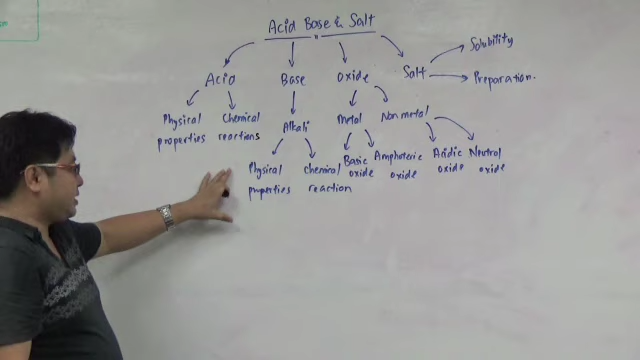 Acid Base & Salt
Acid Base Oxide Salt
Solubility
Preparation.
Physical properties
Chemical reactions
Alkali
Metal Non metal
Physical properties
Chemical reaction
Basic oxide
Amphoteric oxide
Acidic oxide
Neutral oxide